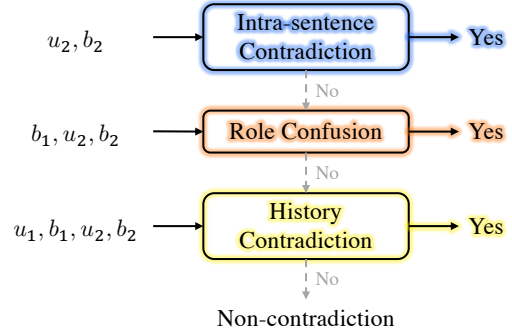 u₂, b₂
Intra-sentence
Contradiction
Yes
No
b₁, u₂, b₂
Role Confusion
Yes
No
u₁, b₁, u₂, b₂
History
Contradiction
Yes
No
Non-contradiction